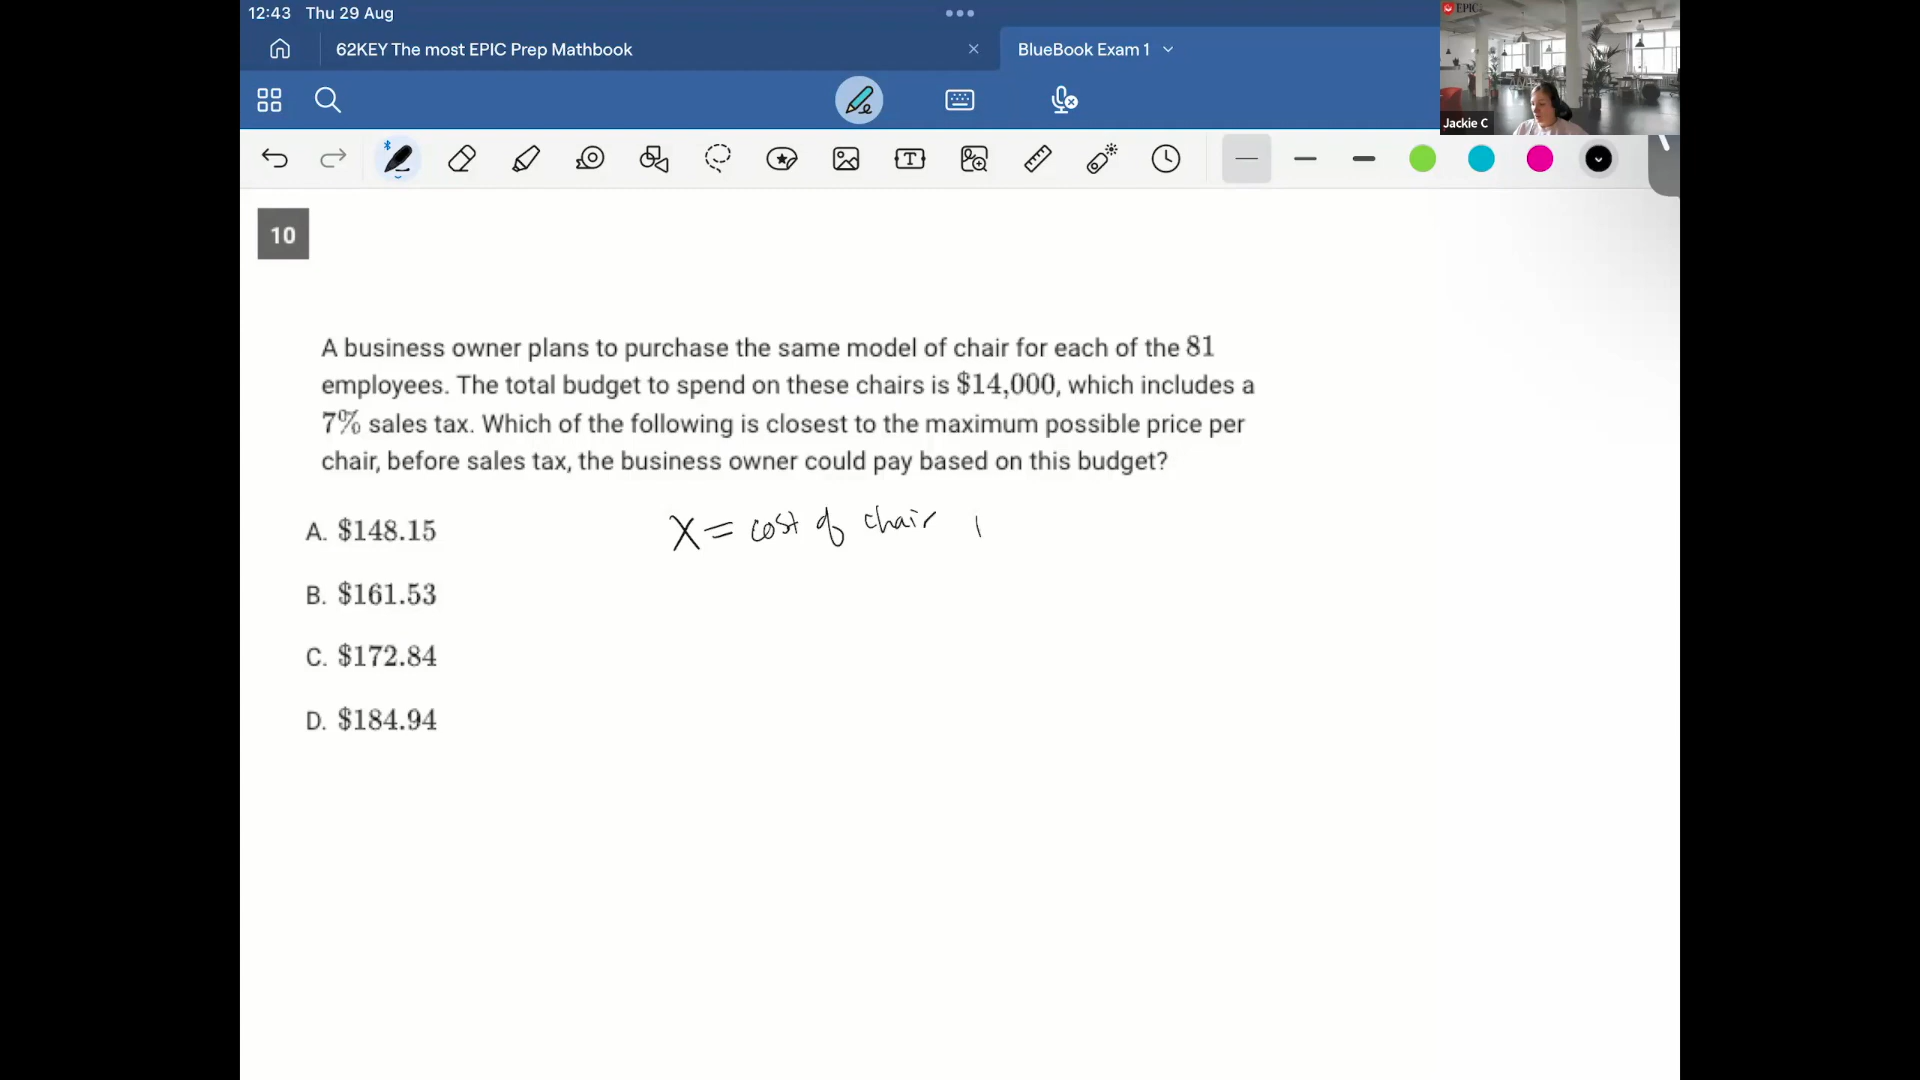 12:43 Thu 29 Aug
EPIC
62KEY The most EPIC Prep Mathbook
BlueBook Exam 1
Jackie C
10
A business owner plans to purchase the same model of chair for each of the 81
employees. The total budget to spend on these chairs is $14,000, which includes a
7% sales tax. Which of the following is closest to the maximum possible price per
chair, before sales tax, the business owner could pay based on this budget?
X = cost of chair
A. $148.15
B. $161.53
C. $172.84
D. $184.94